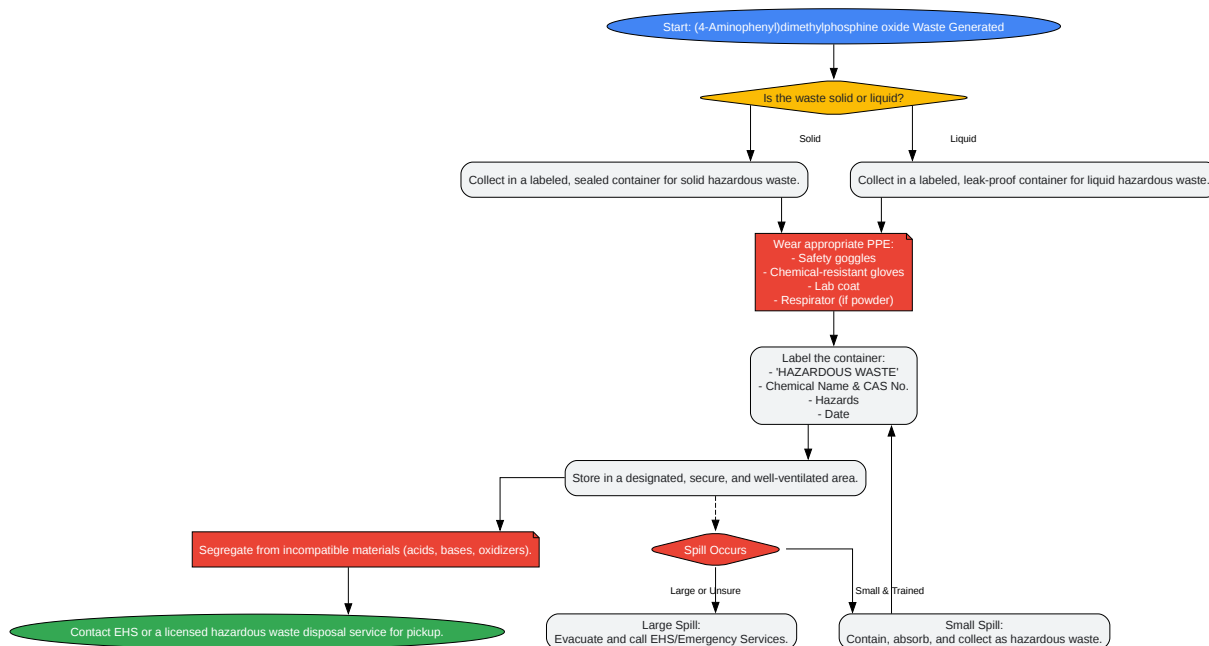 Start: (4-Aminophenyl)dimethylphosphine oxide Waste Generated
Is the waste solid or liquid?
Solid
Liquid
Collect in a labeled, sealed container for solid hazardous waste.
Collect in a labeled, leak-proof container for liquid hazardous waste.
Wear appropriate PPE:
- Safety goggles
- Chemical-resistant gloves
- Lab coat
- Respirator (if powder)
Label the container:
- 'HAZARDOUS WASTE'
- Chemical Name & CAS No.
- Hazards
- Date
Store in a designated, secure, and well-ventilated area.
Segregate from incompatible materials (acids, bases, oxidizers).
Spill Occurs
Large or Unsure
Small & Trained
Contact EHS or a licensed hazardous waste disposal service for pickup.
Large Spill:
Evacuate and call EHS/Emergency Services.
Small Spill:
Contain, absorb, and collect as hazardous waste.